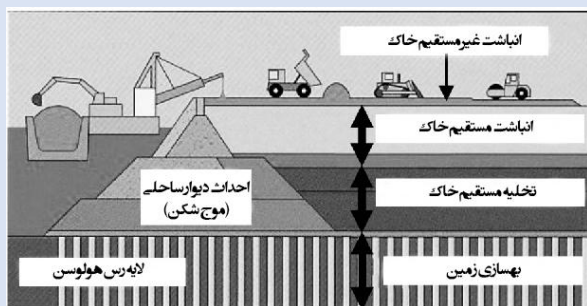 انباشت غیرمستقیم خاک
انباشت مستقیم خاک
احداث دیوار ساحلی
(موج شکن)
تخلیه مستقیم خاک
لایه رس هولوسن
بهسازی زمین